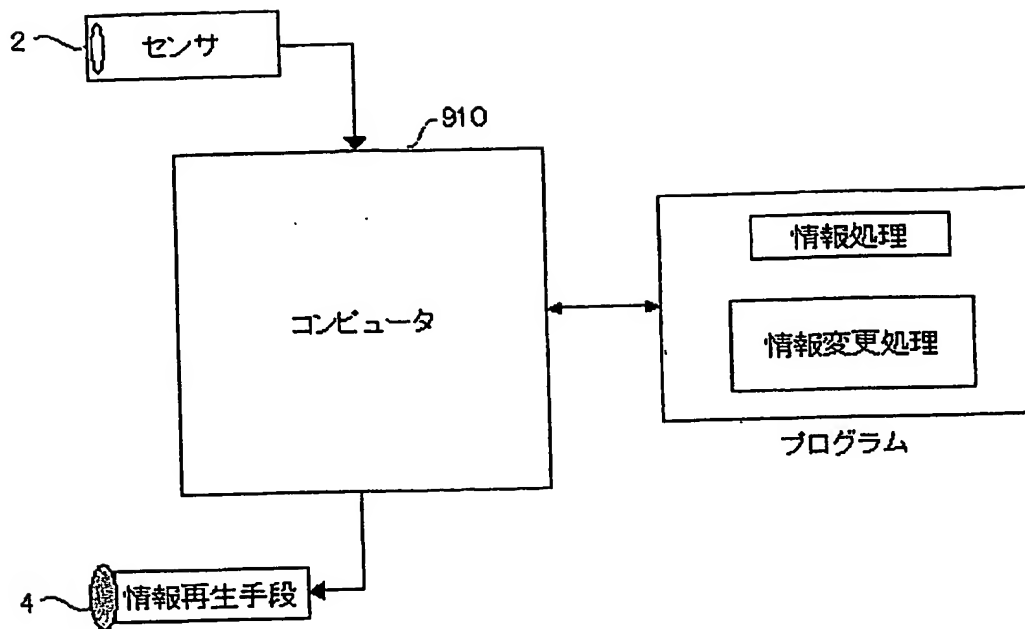 2
センサ
910
コンピュータ
情報処理
情報変更処理
プログラム
4
情報再生手段